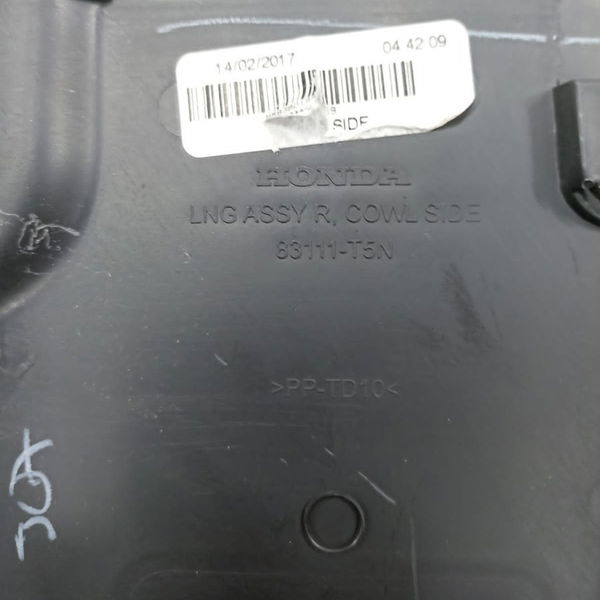 14/02/2017 04 42 09
SIDE
HONDA
LNG ASSY R, COWL SIDE
83111-T5N
>PP-TD10<